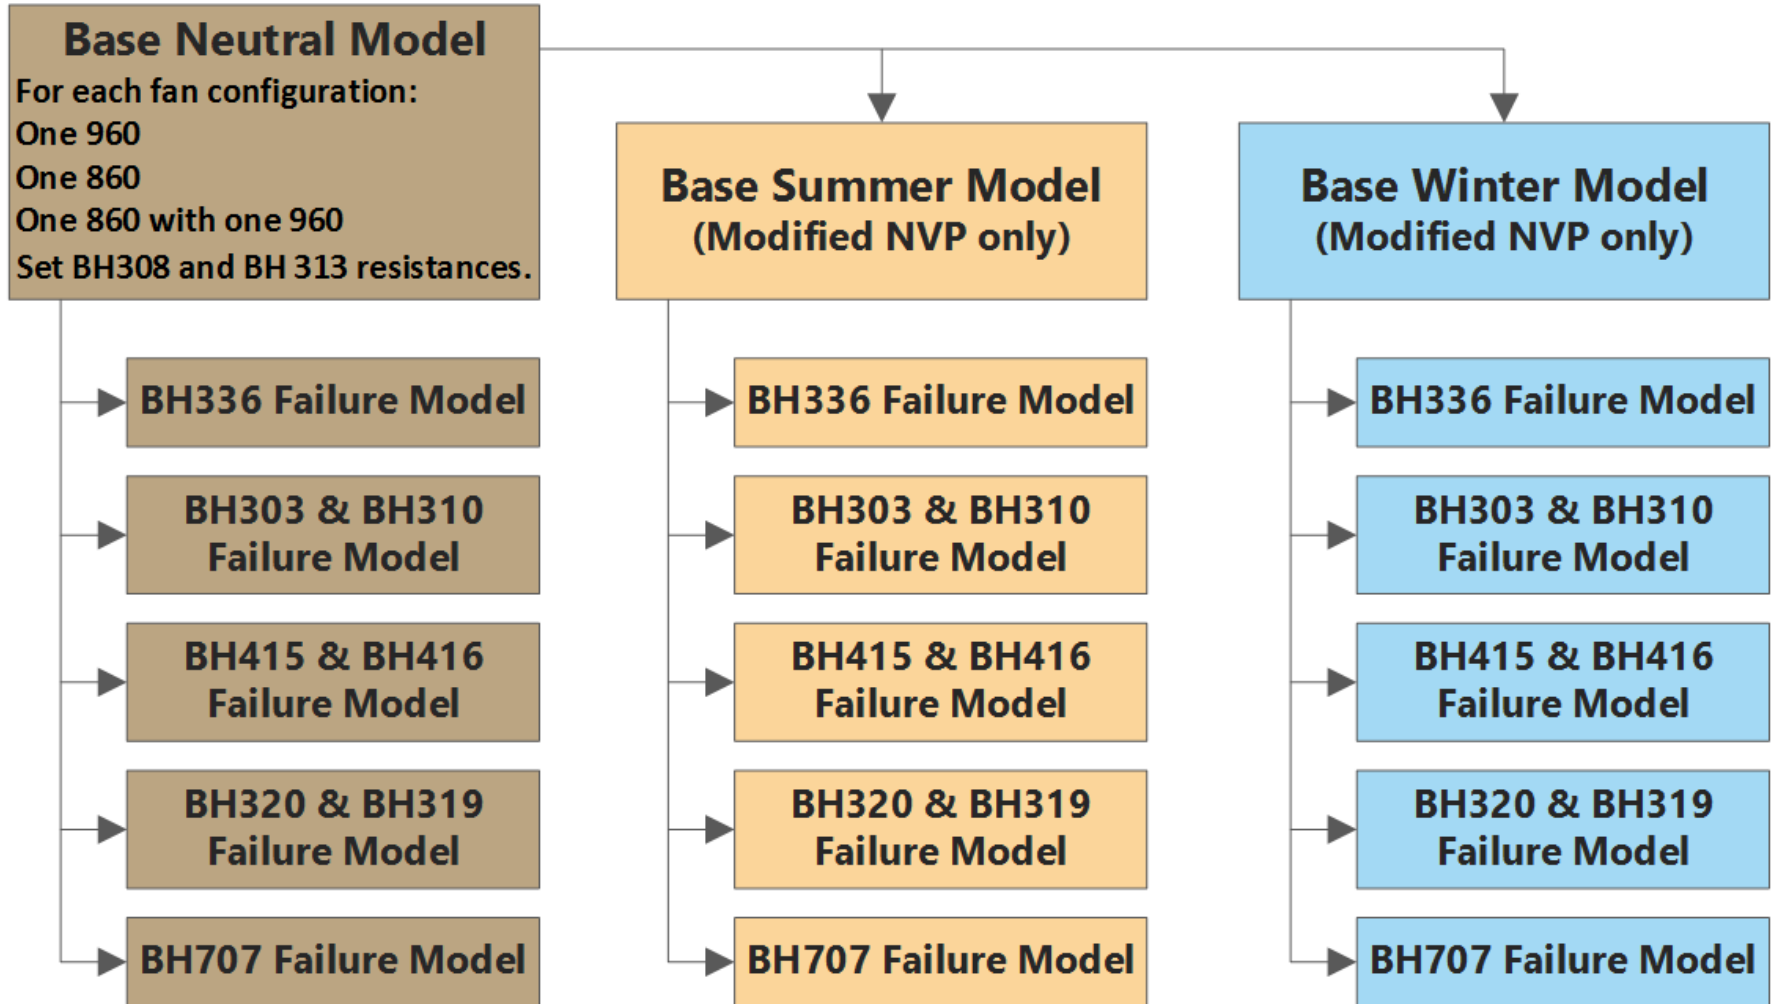 Base Neutral Model
For each fan configuration:
One 960
One 860
One 860 with one 960
Set BH308 and BH 313 resistances.
Base Summer Model
(Modified NVP only)
Base Winter Model
(Modified NVP only)
BH336 Failure Model
BH303 & BH310
Failure Model
BH415 & BH416
Failure Model
BH320 & BH319
Failure Model
BH707 Failure Model
BH336 Failure Model
BH303 & BH310
Failure Model
BH415 & BH416
Failure Model
BH320 & BH319
Failure Model
BH707 Failure Model
BH336 Failure Model
BH303 & BH310
Failure Model
BH415 & BH416
Failure Model
BH320 & BH319
Failure Model
BH707 Failure Model